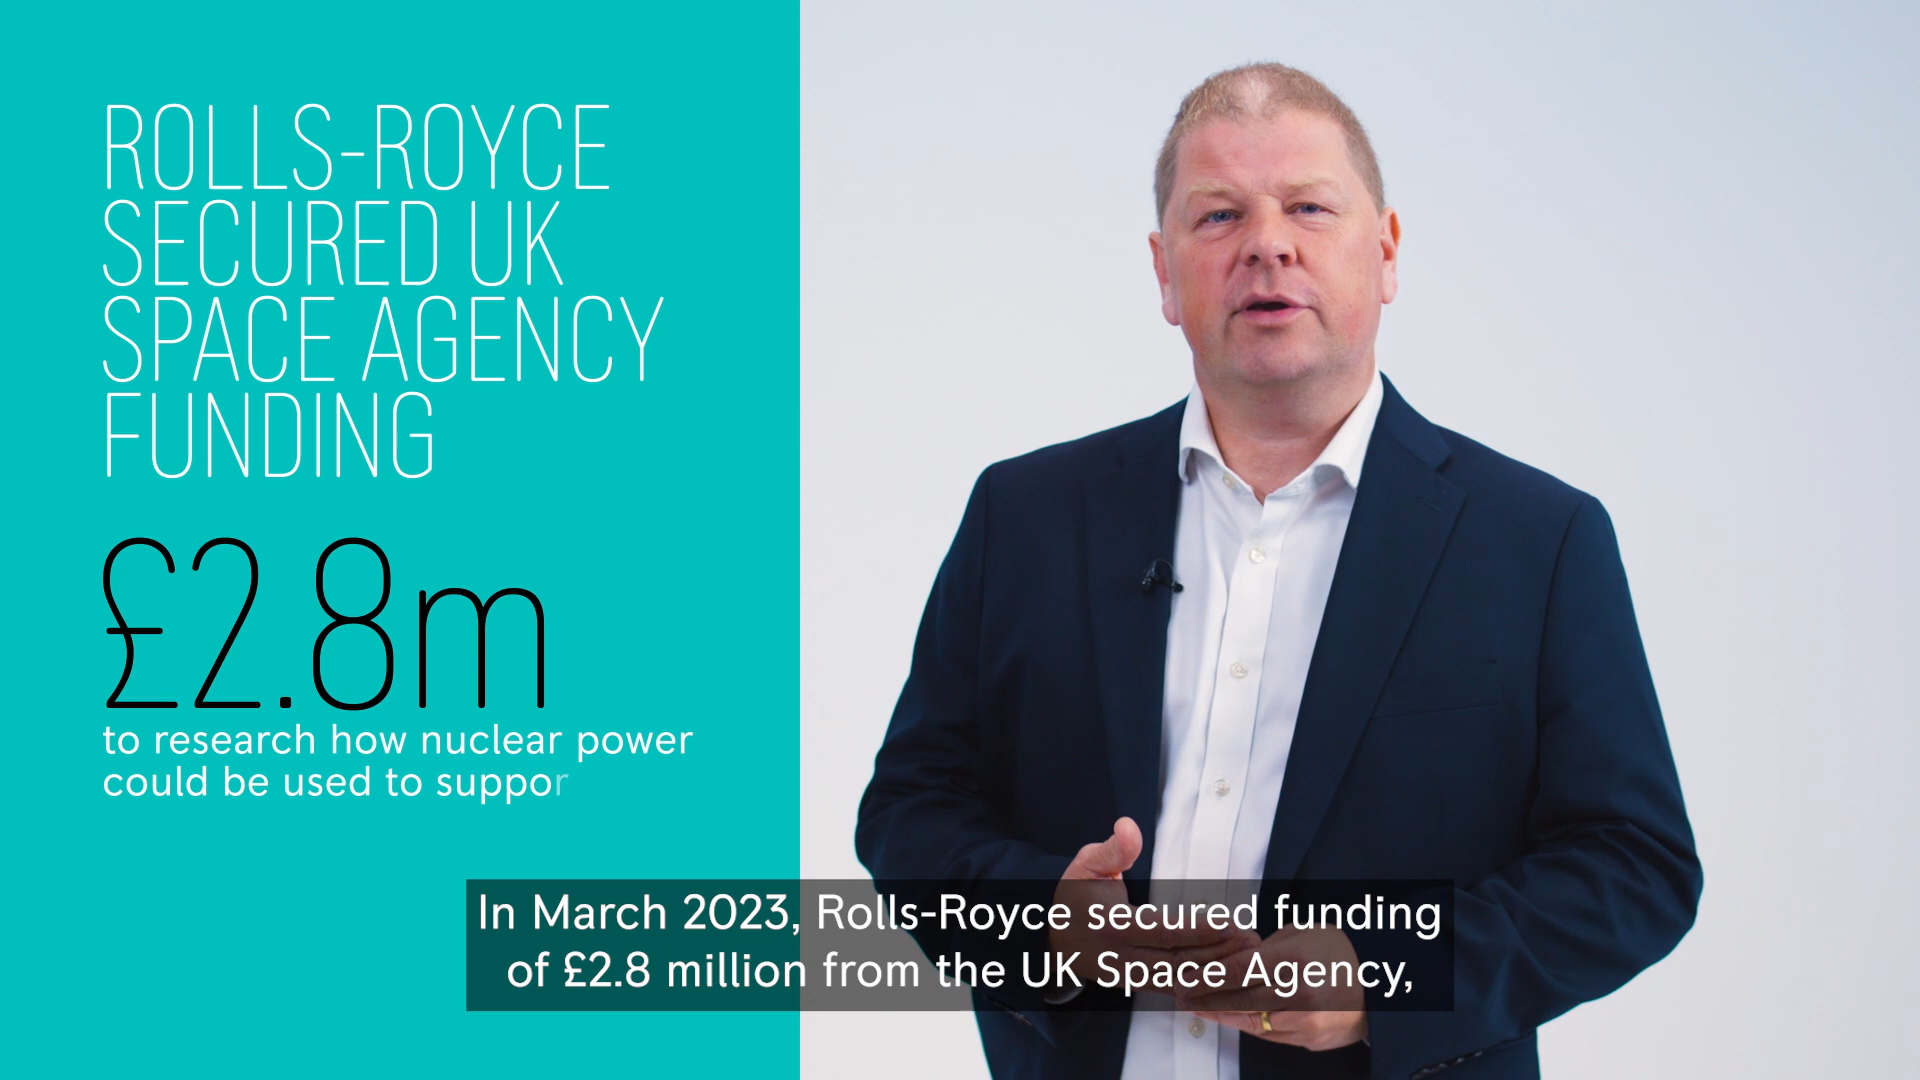 ROLLS-ROYCE
SECURED UK
SPACE AGENCY
FUNDING
£2.8m
to research how nuclear power
could be used to suppor
In March 2023, Rolls-Royce secured funding
of £2.8 million from the UK Space Agency,